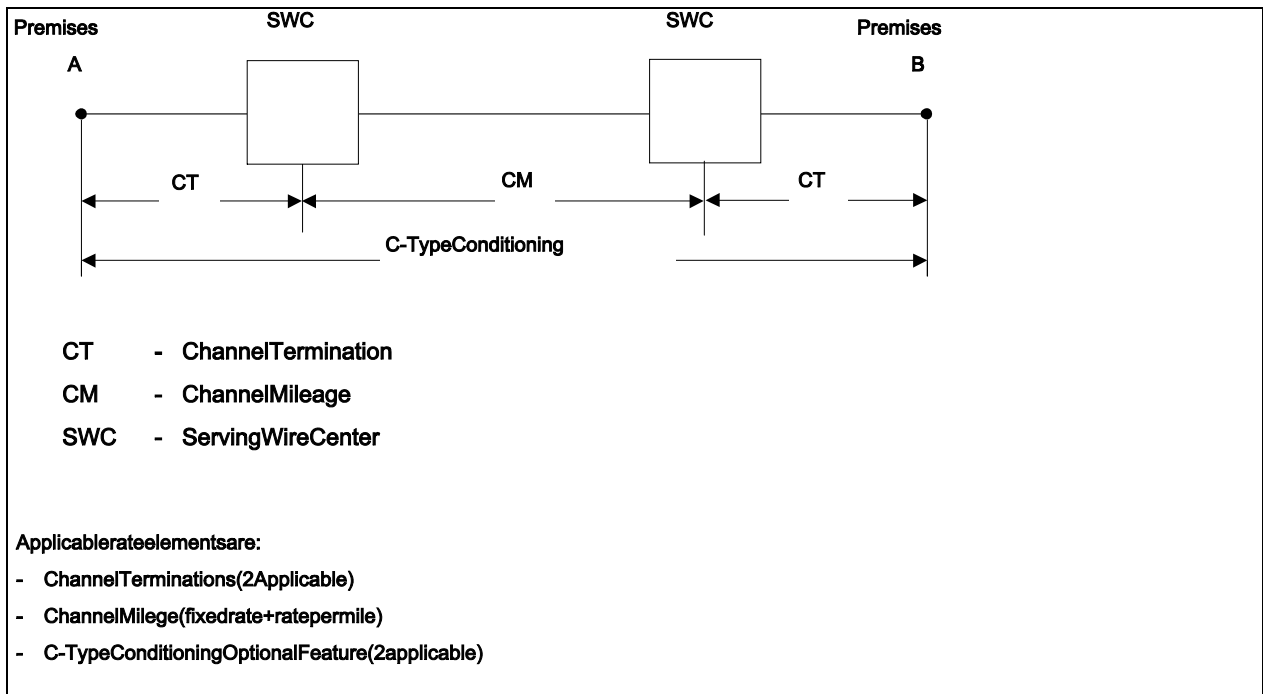 SWC SWC
Premises Premises
A B
CT CM CT
C-TypeConditioning
CT - ChannelTermination
CM - ChannelMileage
SWC - ServingWireCenter
Applicablerateelementsare:
- ChannelTerminations(2Applicable)
- ChannelMilege(fixedrate+ratepermile)
- C-TypeConditioningOptionalFeature(2applicable)